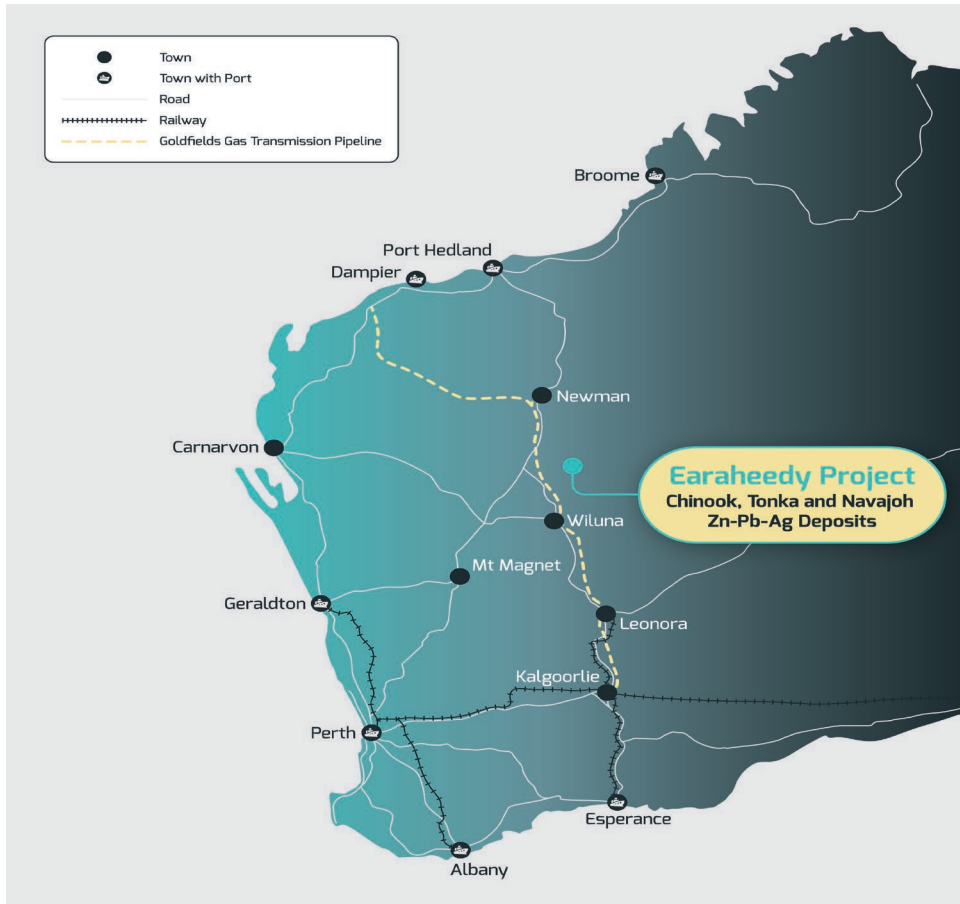 Town
Town with Port
Road
Railway
Goldfields Gas Transmission Pipeline
Broome
Port Hedland
Dampier
Newman
Carnarvon
Earaheedy Project
Chinook, Tonka and Navajoh
Zn-Pb-Ag Deposits
Wiluna
Mt Magnet
Geraldton
Leonora
Kalgoorlie
Perth
Esperance
Albany